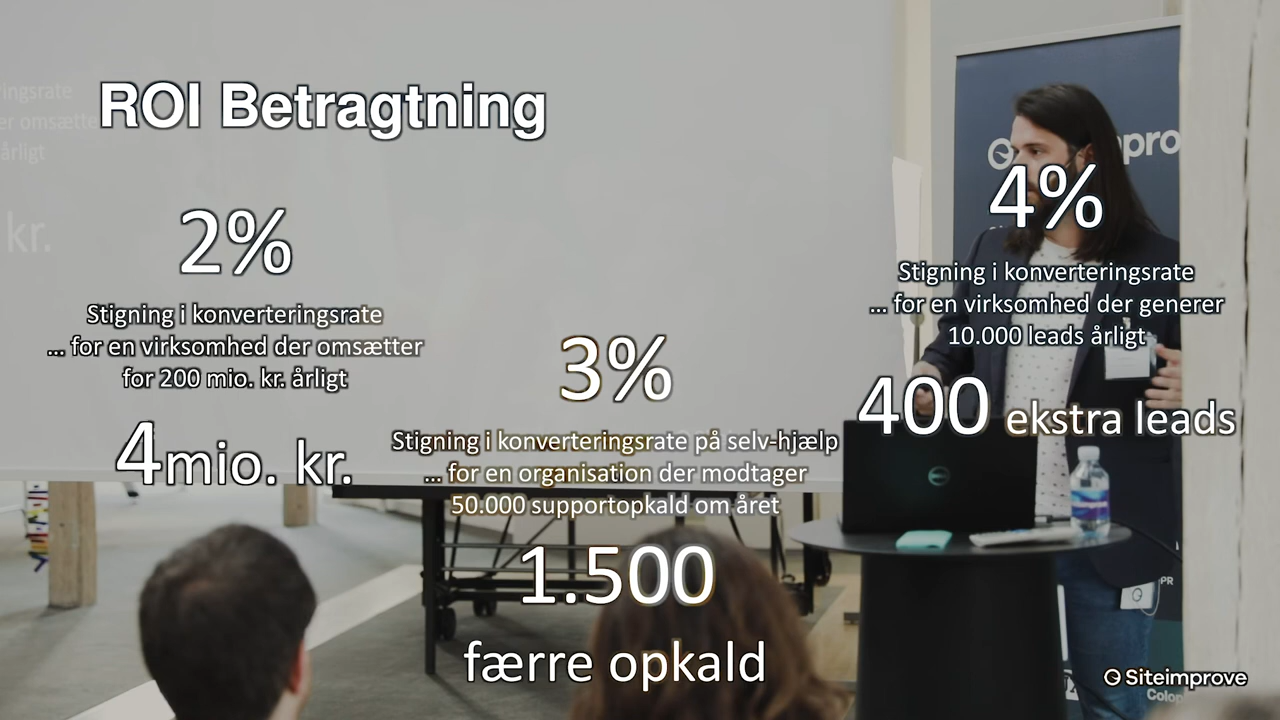 ROI Betragtning
2%
Stigning i konverteringsrate
... for en virksomhed der omsætter
for 200 mio. kr. årligt
4mio. kr.
3%
Stigning i konverteringsrate på selv-hjælp
... for en organisation der modtager
50.000 supportopkald om året
1.500
færre opkald
4%
Stigning i konverteringsrate
... for en virksomhed der generer
10.000 leads årligt
400 ekstra leads
Siteimprove